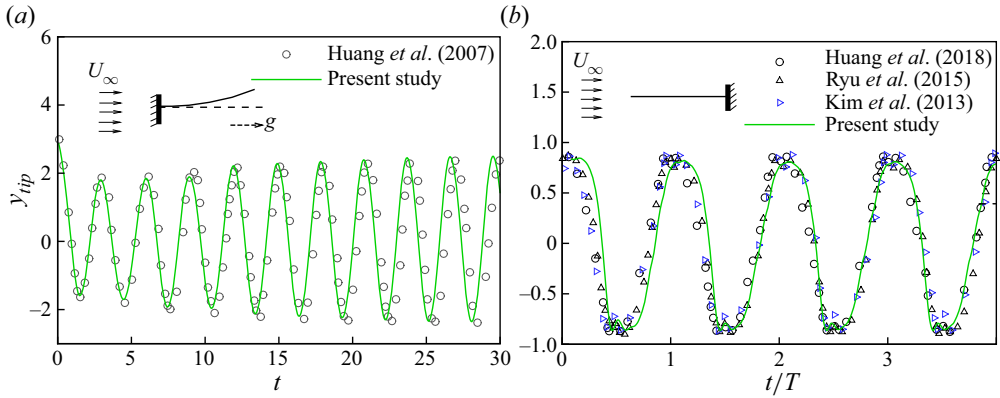 (a)
6
4
2
0
−2
y_tip
0 5 10 15 20 25 30
t
U∞
g
Huang et al. (2007)
Present study
(b)
2.0
1.5
1.0
0.5
0
−0.5
−1.0
0 1 2 3
t/T
U∞
Huang et al. (2018)
Ryu et al. (2015)
Kim et al. (2013)
Present study